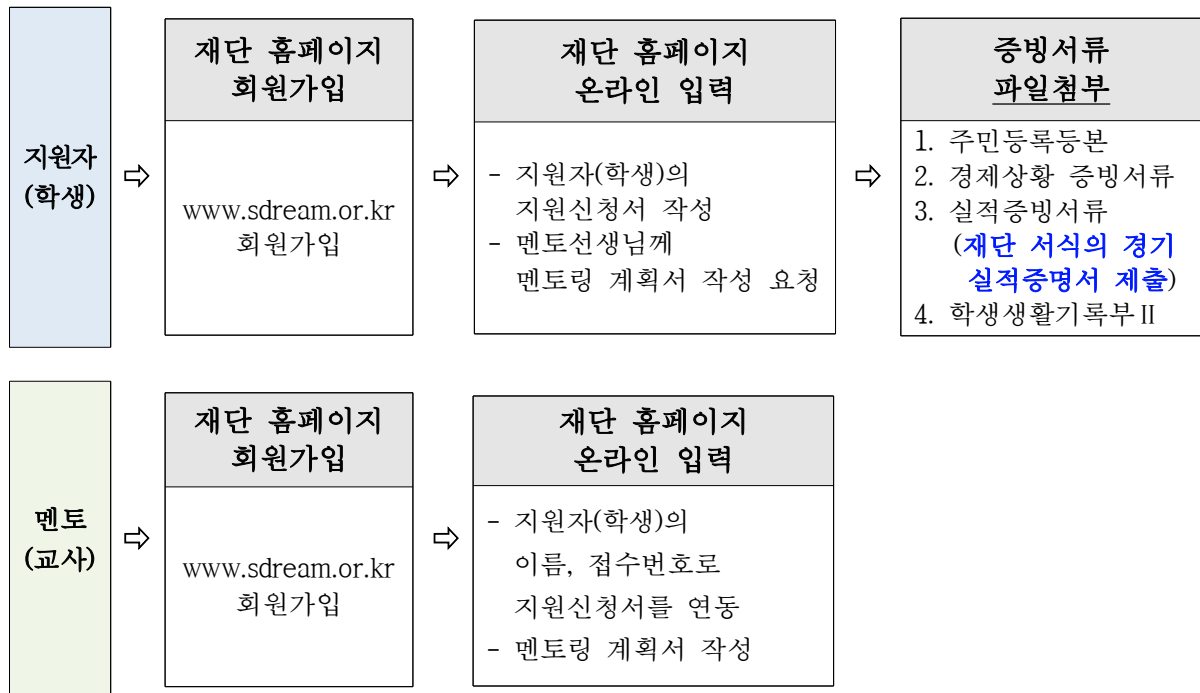 지원자
(학생)
⇨
재단 홈페이지
회원가입
www.sdream.or.kr
회원가입
⇨
재단 홈페이지
온라인 입력
- 지원자(학생)의
지원신청서 작성
- 멘토선생님께
멘토링 계획서 작성 요청
⇨
증빙서류
파일첨부
1. 주민등록등본
2. 경제상황 증빙서류
3. 실적증빙서류
(재단 서식의 경기
실적증명서 제출)
4. 학생생활기록부Ⅱ
멘토
(교사)
⇨
재단 홈페이지
회원가입
www.sdream.or.kr
회원가입
⇨
재단 홈페이지
온라인 입력
- 지원자(학생)의
이름, 접수번호로
지원신청서를 연동
- 멘토링 계획서 작성